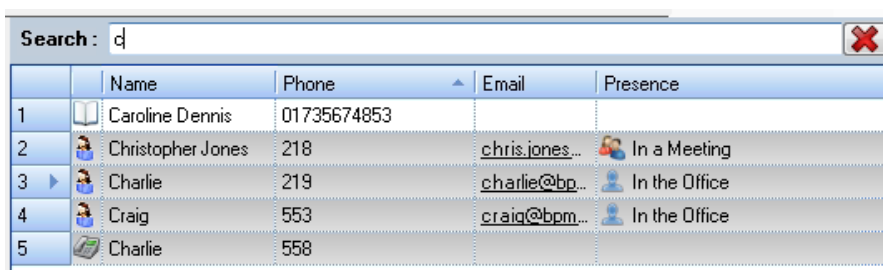 Search : c
Name Phone Email Presence
1 Caroline Dennis 01735674853
2 Christopher Jones 218 chris.jones... In a Meeting
3 Charlie 219 charlie@bp... In the Office
4 Craig 553 craig@bpm... In the Office
5 Charlie 558